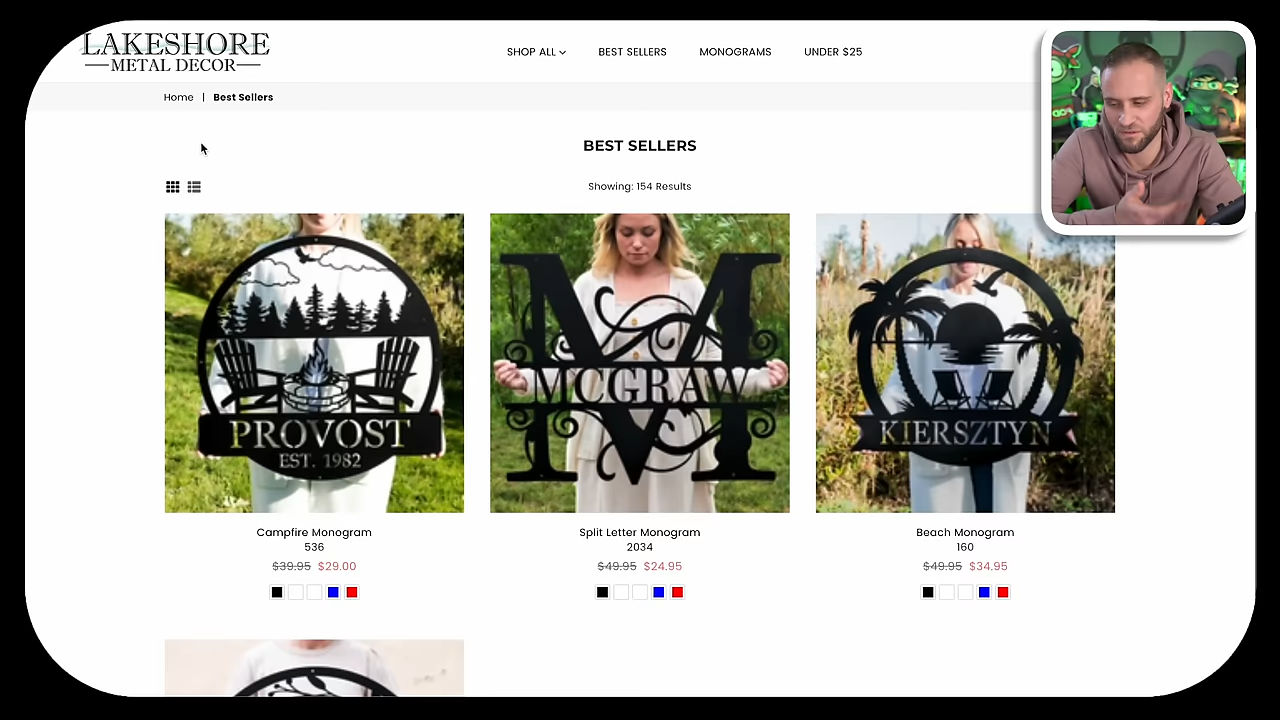 LAKESHORE
METAL DECOR
SHOP ALL
BEST SELLERS
MONOGRAMS
UNDER $25
Home | Best Sellers
BEST SELLERS
Showing: 154 Results
PROVOST
EST. 1982
MCGRAW
KIERSZTYN
Campfire Monogram
536
$39.95 $29.00
Split Letter Monogram
2034
$49.95 $24.95
Beach Monogram
160
$49.95 $34.95